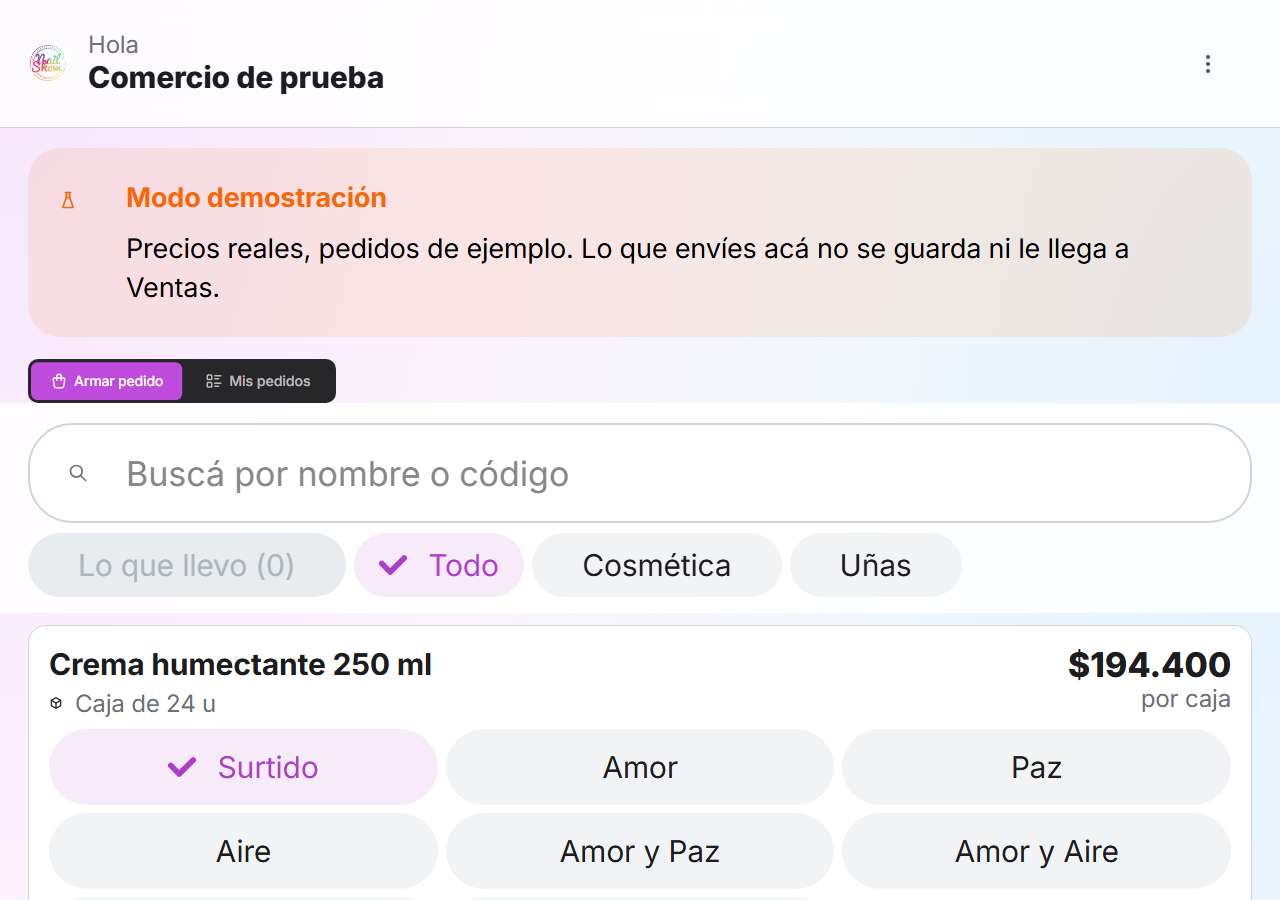 Nail Show
Hola
Comercio de prueba
Modo demostración
Precios reales, pedidos de ejemplo. Lo que envíes acá no se guarda ni le llega a
Ventas.
Armar pedido
Mis pedidos
Buscá por nombre o código
Lo que llevo (0)
Todo
Cosmética
Uñas
Crema humectante 250 ml
$194.400
Caja de 24 u
por caja
Surtido
Amor
Paz
Aire
Amor y Paz
Amor y Aire